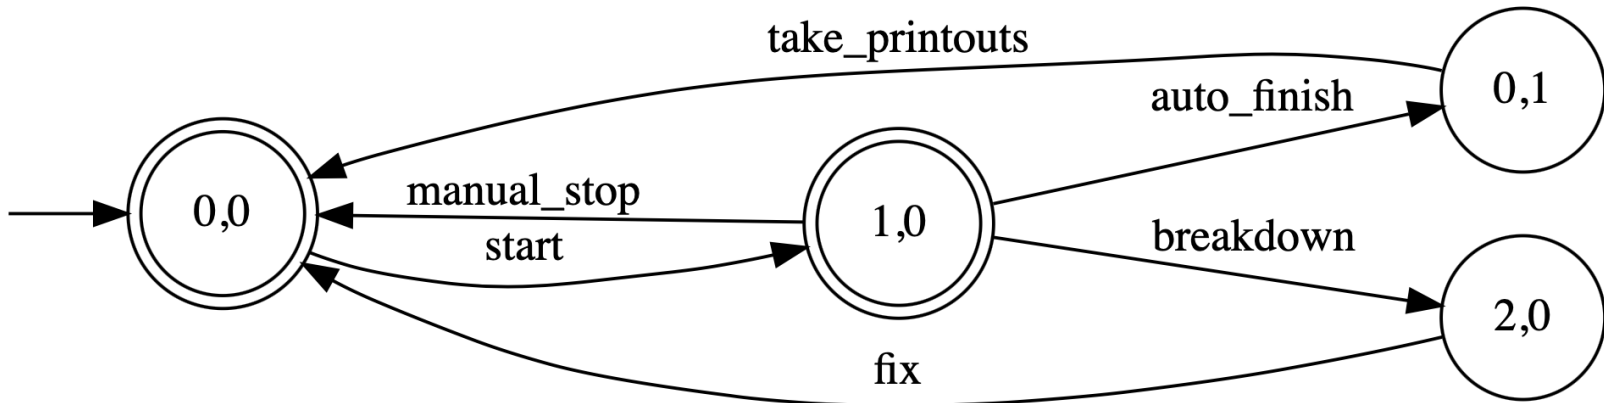 take_printouts
0,1
auto_finish
manual_stop
0,0
1,0
start
breakdown
2,0
fix